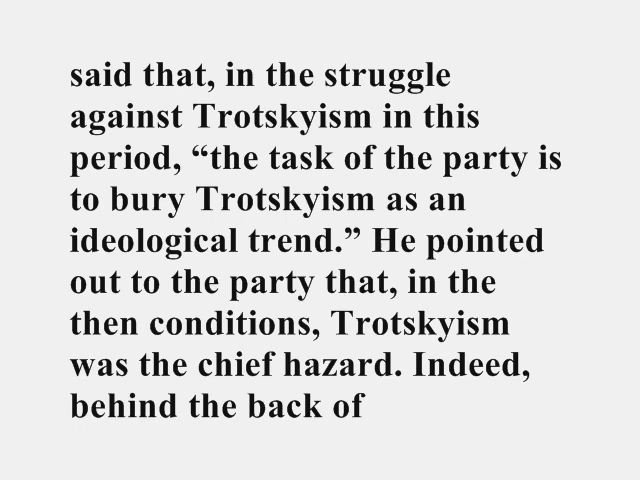 said that, in the struggle
against Trotskyism in this
period, “the task of the party is
to bury Trotskyism as an
ideological trend.” He pointed
out to the party that, in the
then conditions, Trotskyism
was the chief hazard. Indeed,
behind the back of